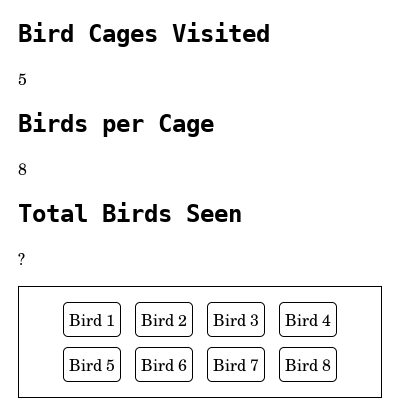 Bird Cages Visited
5
Birds per Cage
8
Total Birds Seen
?
Bird 1 Bird 2 Bird 3 Bird 4
Bird 5 Bird 6 Bird 7 Bird 8